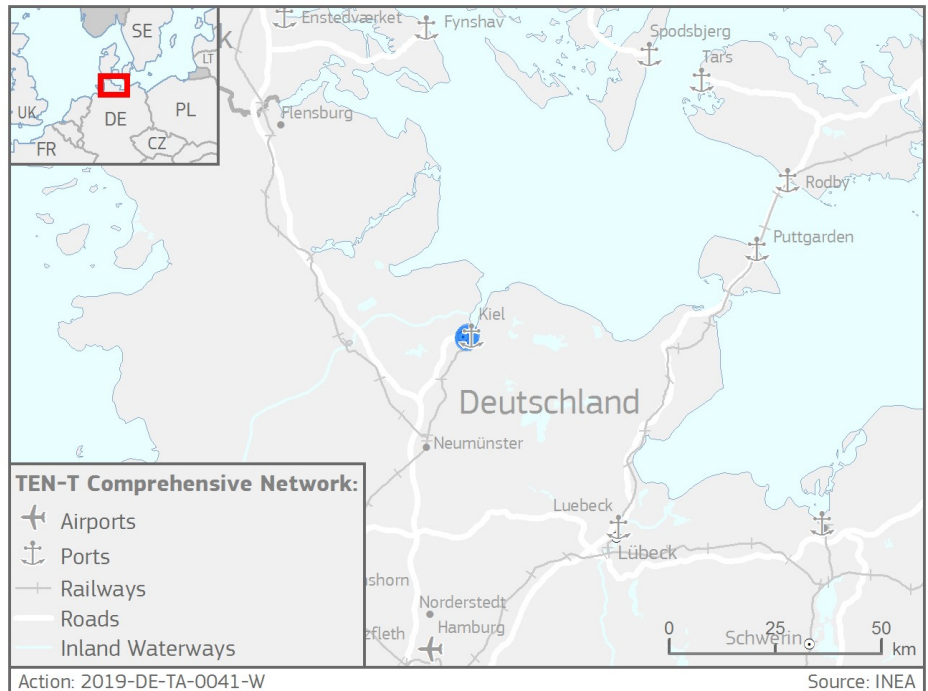 SE
LT
UK
DE
PL
FR
CZ
k
Enstedværket
Fynshav
Spodsbjerg
Tars
Flensburg
Rodby
Puttgarden
Kiel
Deutschland
Neumünster
Luebeck
Lübeck
shorn
Norderstedt
zfleth
Hamburg
Schwerin
0 25 50
km
TEN-T Comprehensive Network:
Airports
Ports
Railways
Roads
Inland Waterways
Action: 2019-DE-TA-0041-W
Source: INEA